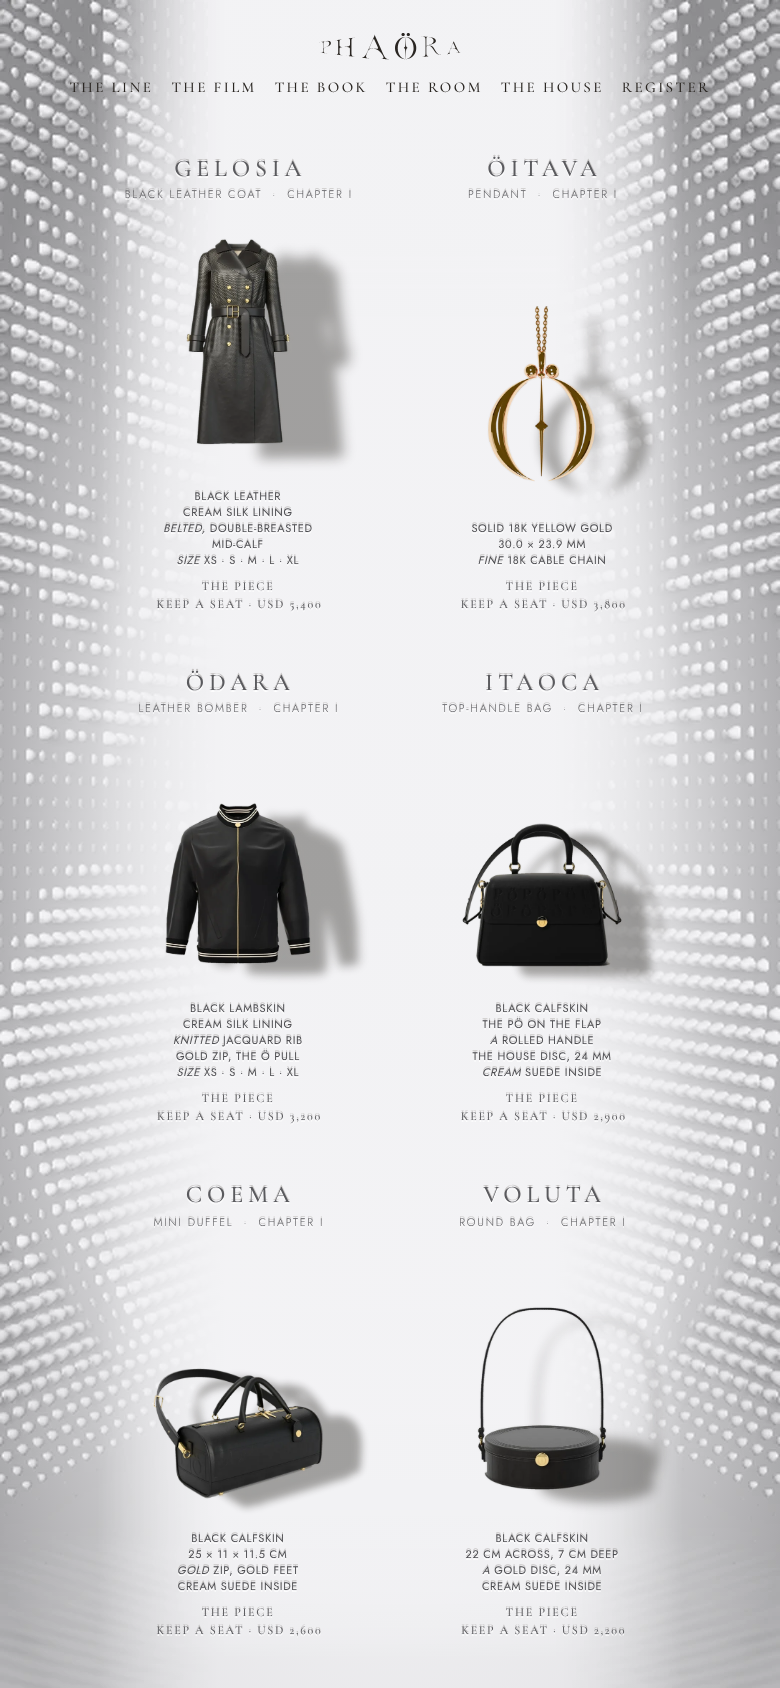 PHAÖRA
THE LINE THE FILM THE BOOK THE ROOM THE HOUSE REGISTER
GELOSIA
BLACK LEATHER COAT · CHAPTER I
BLACK LEATHER
CREAM SILK LINING
BELTED, DOUBLE-BREASTED
MID-CALF
SIZE XS · S · M · L · XL
THE PIECE
KEEP A SEAT · USD 5,400
ÖITAVA
PENDANT · CHAPTER I
SOLID 18K YELLOW GOLD
30.0 × 23.9 MM
FINE 18K CABLE CHAIN
THE PIECE
KEEP A SEAT · USD 3,800
ÖDARA
LEATHER BOMBER · CHAPTER I
BLACK LAMBSKIN
CREAM SILK LINING
KNITTED JACQUARD RIB
GOLD ZIP, THE Ö PULL
SIZE XS · S · M · L · XL
THE PIECE
KEEP A SEAT · USD 3,200
ITAOCA
TOP-HANDLE BAG · CHAPTER I
BLACK CALFSKIN
THE PÖ ON THE FLAP
A ROLLED HANDLE
THE HOUSE DISC, 24 MM
CREAM SUEDE INSIDE
THE PIECE
KEEP A SEAT · USD 2,900
COEMA
MINI DUFFEL · CHAPTER I
BLACK CALFSKIN
25 × 11 × 11.5 CM
GOLD ZIP, GOLD FEET
CREAM SUEDE INSIDE
THE PIECE
KEEP A SEAT · USD 2,600
VOLUTA
ROUND BAG · CHAPTER I
BLACK CALFSKIN
22 CM ACROSS, 7 CM DEEP
A GOLD DISC, 24 MM
CREAM SUEDE INSIDE
THE PIECE
KEEP A SEAT · USD 2,200